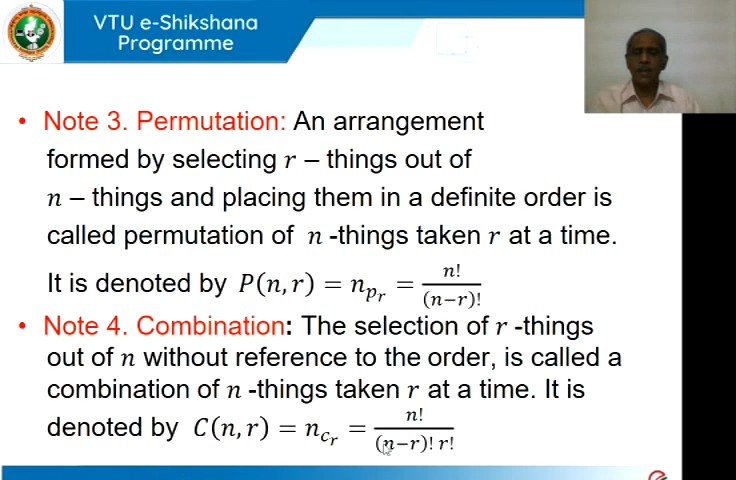 VTU e-Shikshana
Programme
• Note 3. Permutation: An arrangement
formed by selecting r – things out of
n – things and placing them in a definite order is
called permutation of n -things taken r at a time.
It is denoted by P(n, r) = n_{p_r} = \frac{n!}{(n−r)!}
• Note 4. Combination: The selection of r -things
out of n without reference to the order, is called a
combination of n -things taken r at a time. It is
denoted by C(n, r) = n_{c_r} = \frac{n!}{(n−r)! r!}